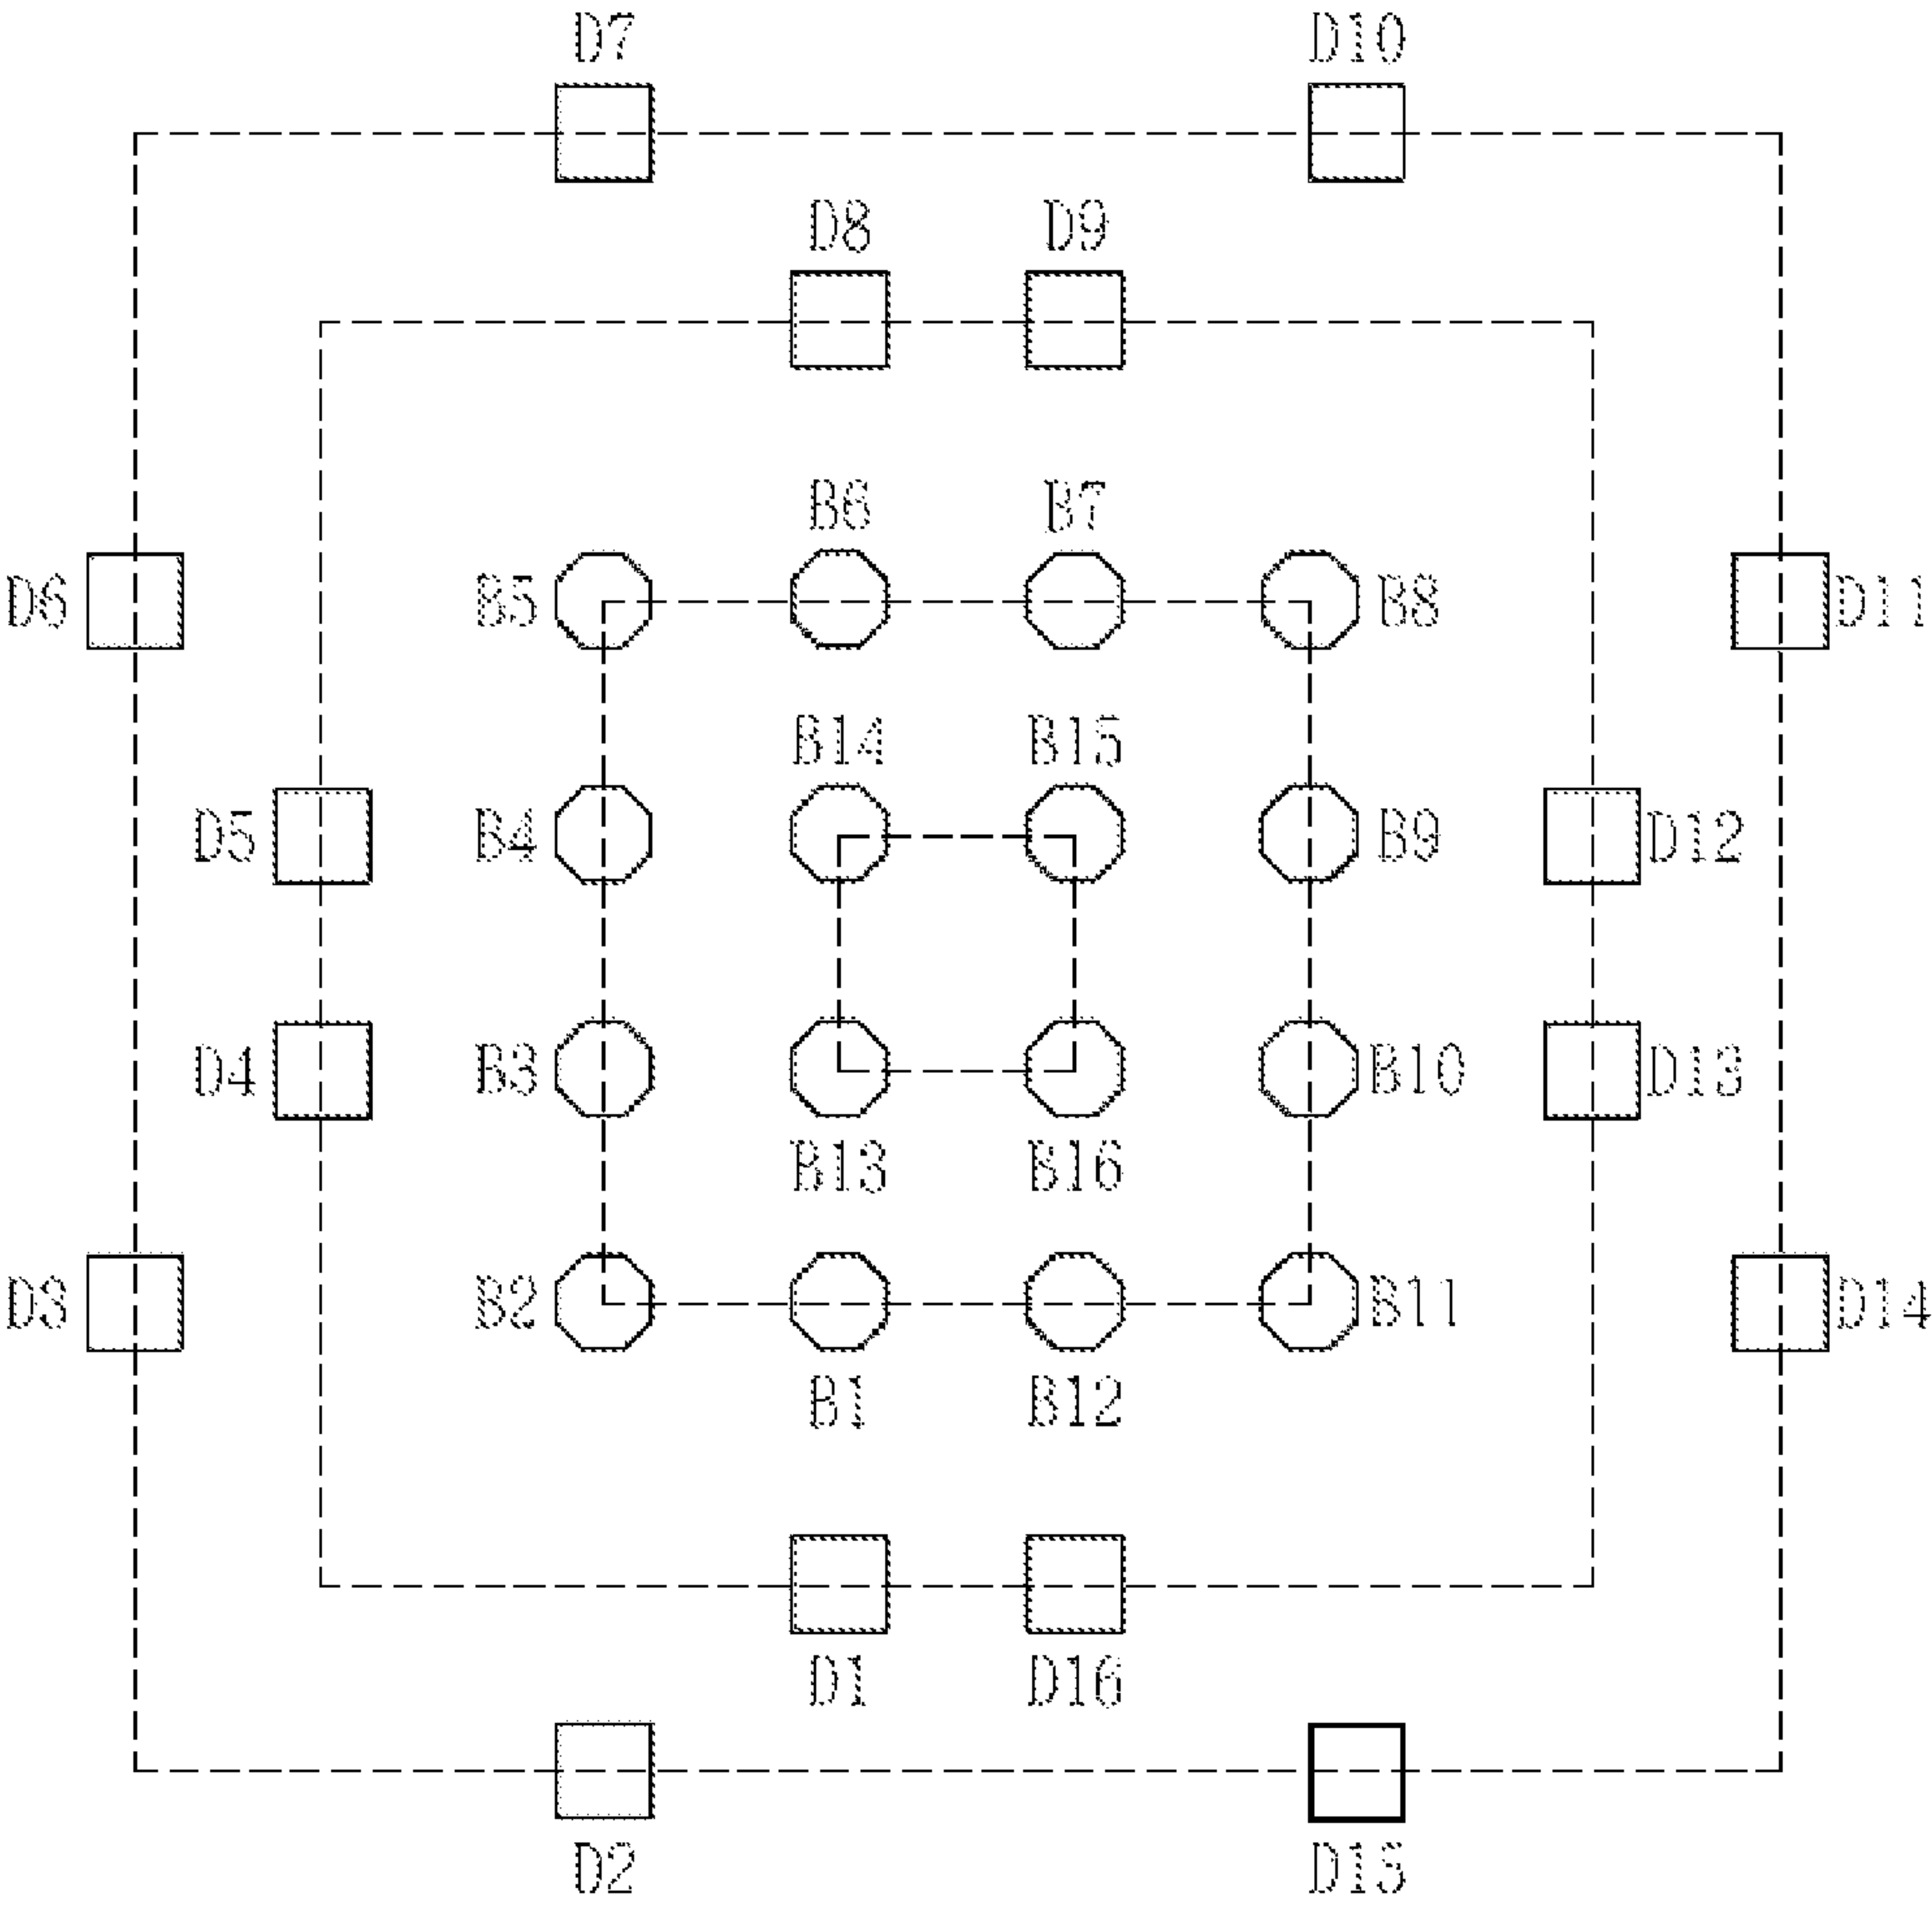 D7 D10
D8 D9
B6 B7
D6 B5 B8 D11
B14 B15
D5 B4 B9 D12
D4 B3 B10 D13
B13 B16
D3 B2 B11 D14
B1 B12
D1 D16
D2 D15